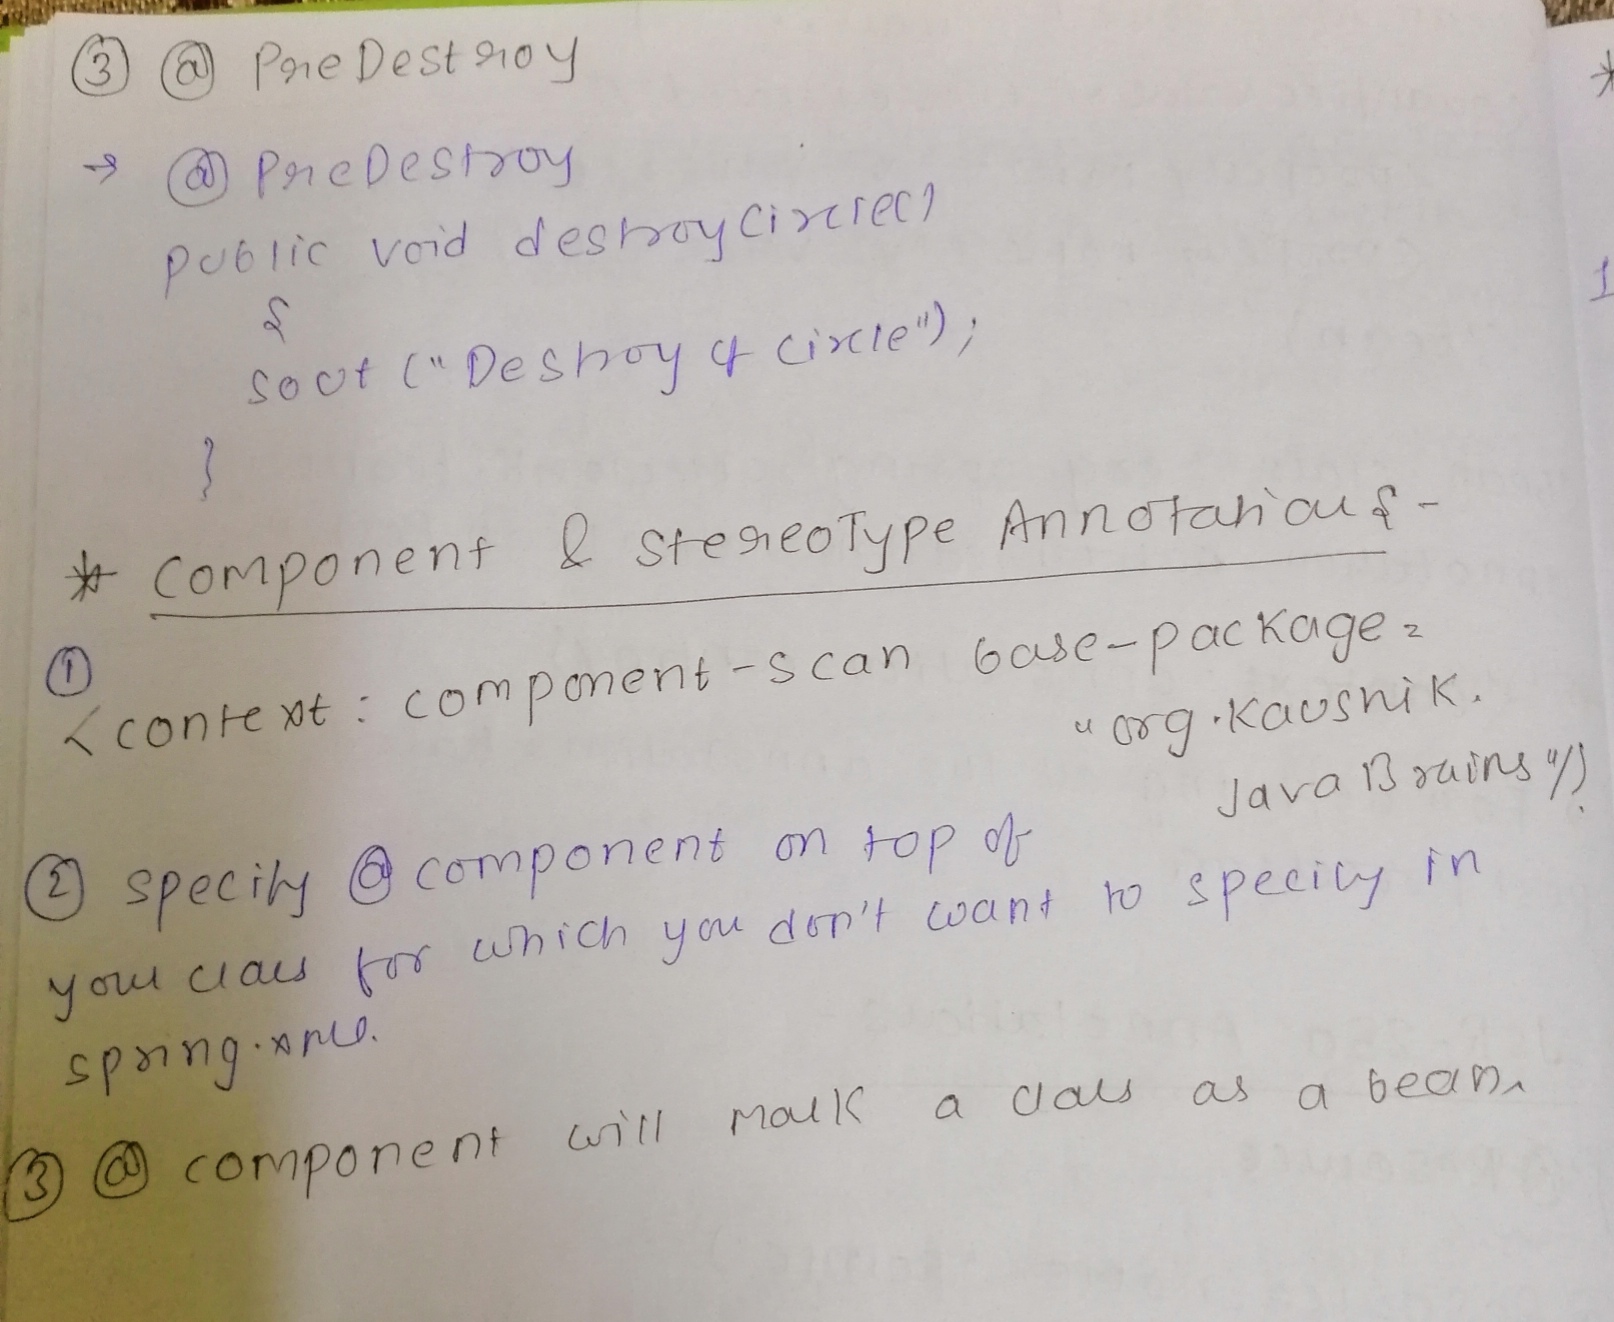 ③ @ PreDestroy
→ @ PreDestroy
public void destroyCircle()
{
sout ("Destroy of circle");
}
* Component & StereoType Annotations -
①
<context: component-scan base-package=
"org.Kaushik.
JavaBrains"/>
② specify @ component on top of
your class for which you don't want to specify in
spring.xml.
③ @ component will mark a class as a bean.
*
1